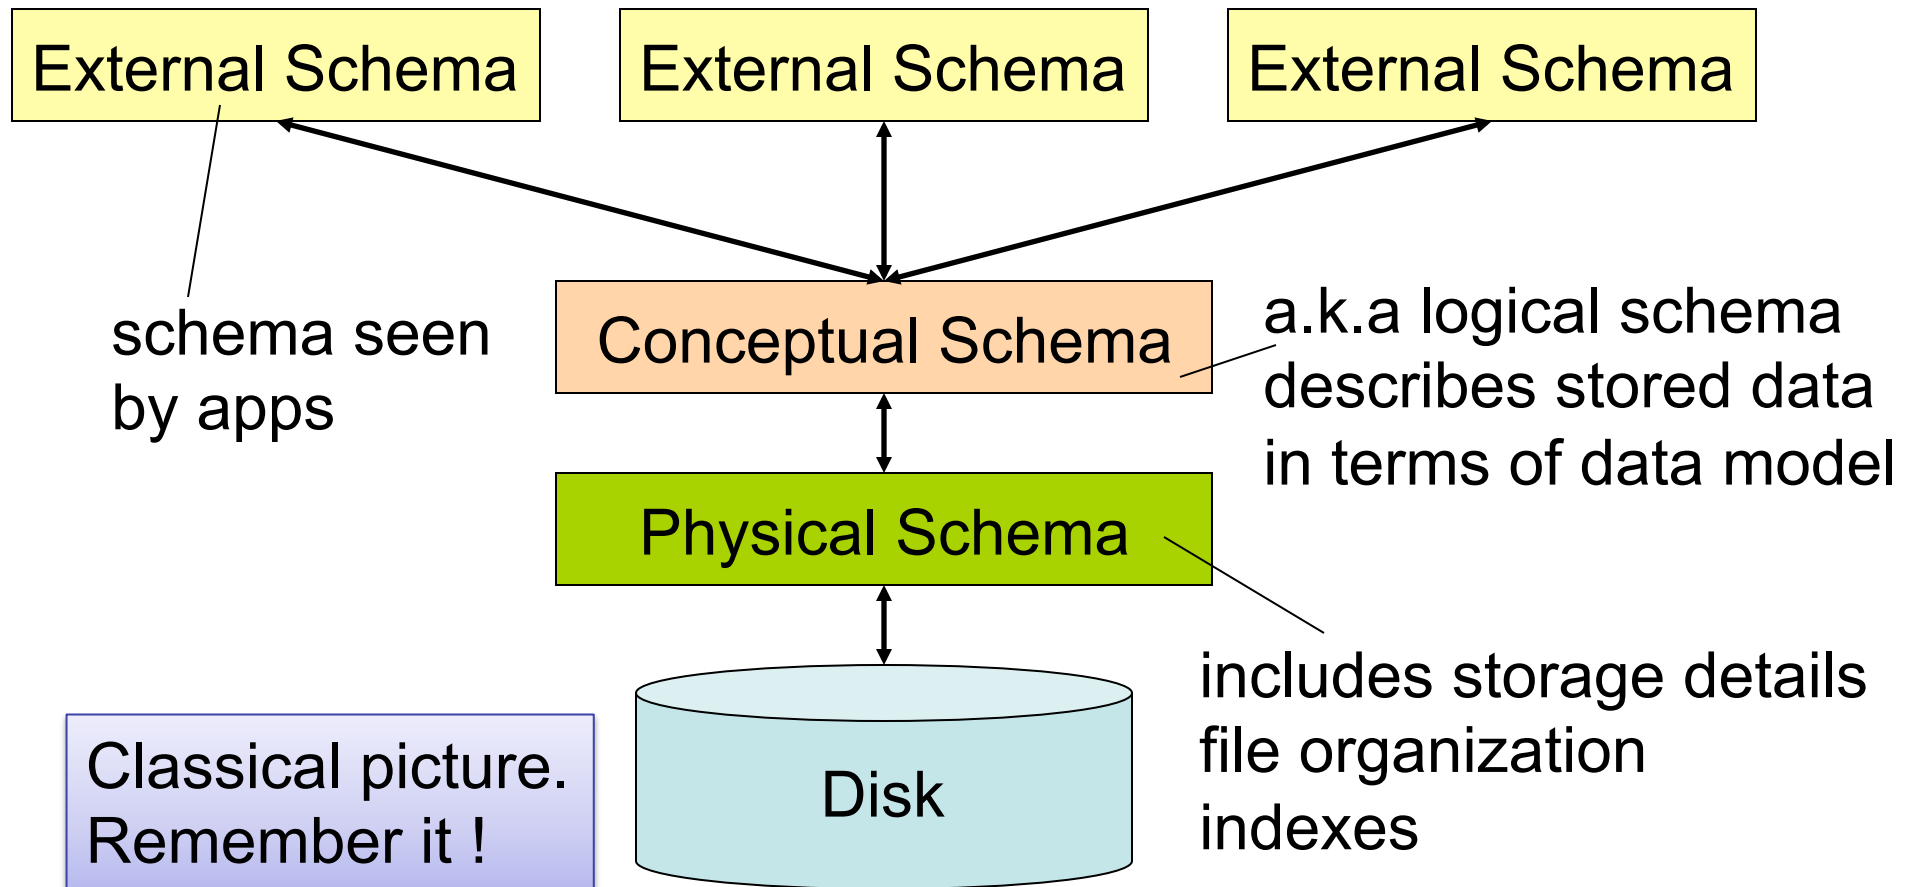 External Schema
External Schema
External Schema
schema seen
by apps
Conceptual Schema
a.k.a logical schema
describes stored data
in terms of data model
Physical Schema
includes storage details
file organization
indexes
Disk
Classical picture.
Remember it !